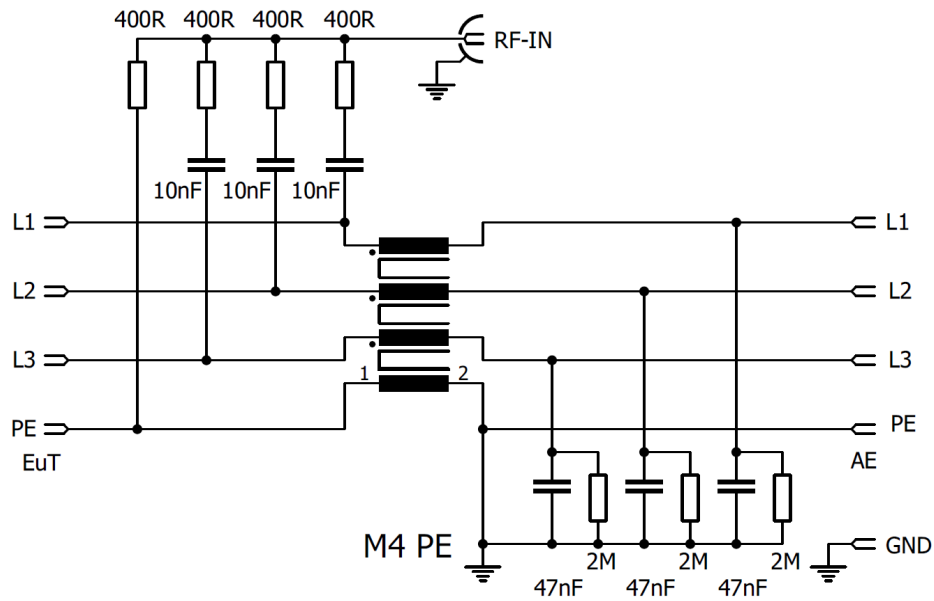 400R 400R 400R 400R
RF-IN
10nF 10nF 10nF
L1 L1
L2 L2
L3 L3
1 2
PE PE
EuT AE
M4 PE GND
2M 2M 2M
47nF 47nF 47nF